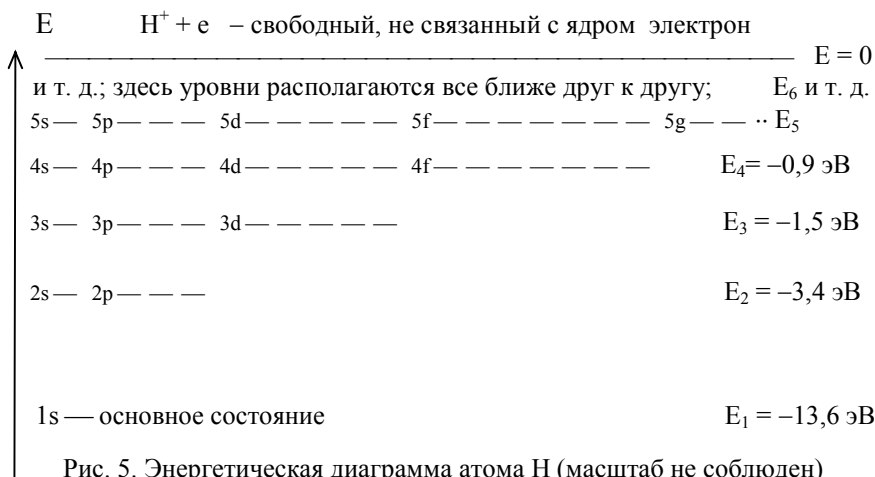 E H⁺ + e – свободный, не связанный с ядром электрон
E = 0
и т. д.; здесь уровни располагаются все ближе друг к другу; E₆ и т. д.
5s — 5p — — — 5d — — — — — 5f — — — — — — — 5g — — ·· E₅
4s — 4p — — — 4d — — — — — 4f — — — — — — — E₄= –0,9 эВ
3s — 3p — — — 3d — — — — — E₃ = –1,5 эВ
2s — 2p — — — E₂ = –3,4 эВ
1s — основное состояние E₁ = –13,6 эВ
Рис. 5. Энергетическая диаграмма атома Н (масштаб не соблюден)